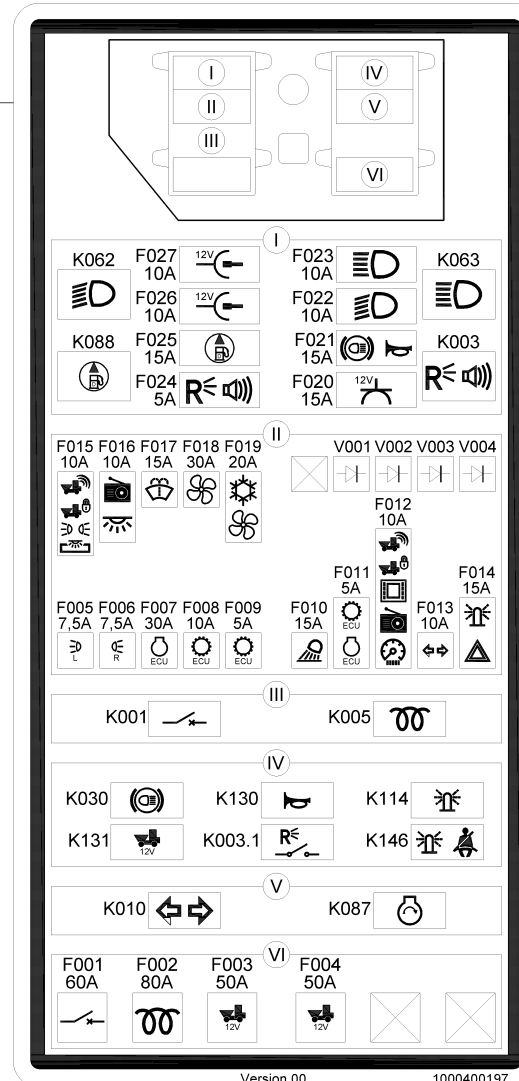 I
II
III
IV
V
VI
I
K062
F027
10A
12V
F023
10A
K063
F026
10A
12V
F022
10A
K088
F025
15A
F021
15A
K003
R
F024
5A
R
F020
15A
12V
II
F015 F016 F017 F018 F019
10A 10A 15A 30A 20A
V001 V002 V003 V004
F012
10A
F011
5A
ECU
ECU
F014
15A
F005 F006 F007 F008 F009
7,5A 7,5A 30A 10A 5A
L R ECU ECU ECU
F010
15A
F013
10A
III
K001
K005
IV
K030
K130
K114
K131
12V
K003.1
R
K146
V
K010
K087
VI
F001 F002 F003 F004
60A 80A 50A 50A
12V 12V
Version 00
1000400197